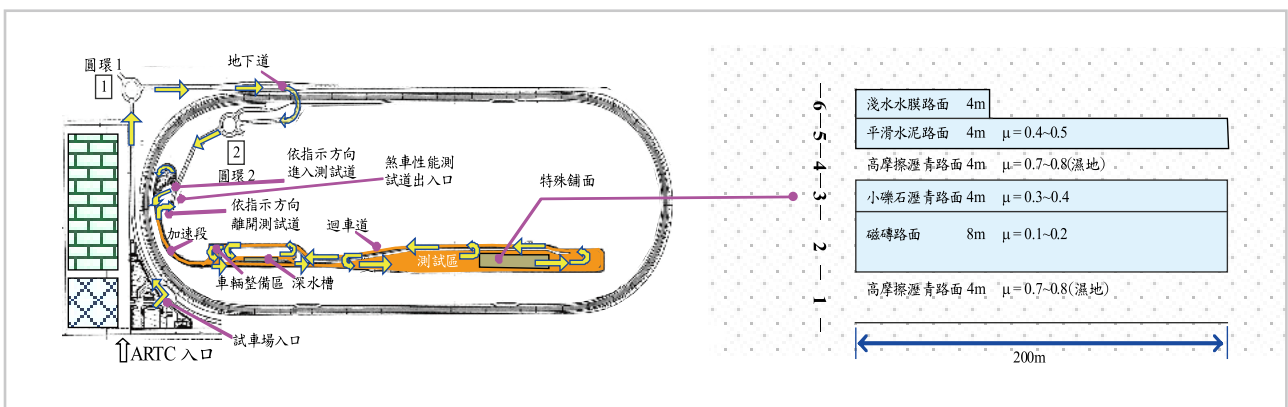 圓環1
1
地下道
2
圓環2
依指示方向
進入測試道
煞車性能測
試道出入口
特殊舖面
依指示方向
離開測試道
加速段
迴車道
測試區
車輛整備區
深水槽
試車場入口
ARTC 入口
—6—5—4—3— 2 — 1 —
淺水水膜路面 4m
平滑水泥路面 4m μ=0.4~0.5
高摩擦瀝青路面 4m μ=0.7~0.8(濕地)
小礫石瀝青路面 4m μ=0.3~0.4
磁磚路面 8m μ=0.1~0.2
高摩擦瀝青路面 4m μ=0.7~0.8(濕地)
200m